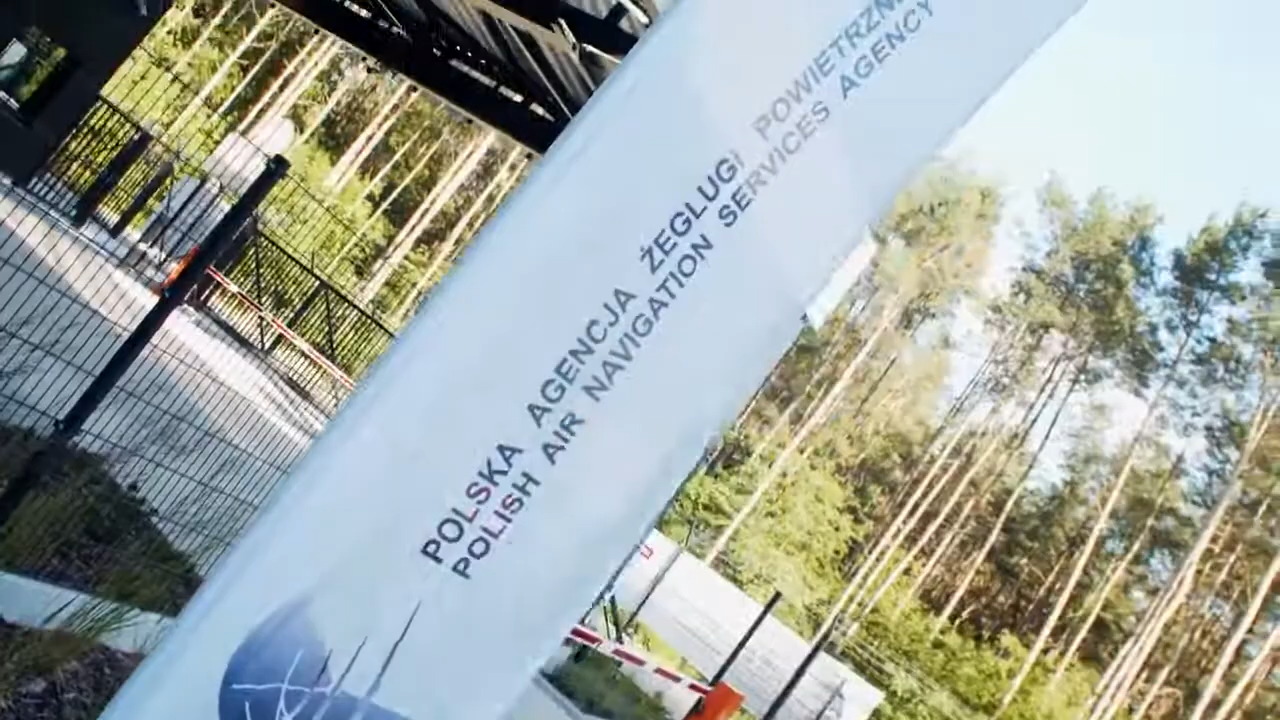 POLSKA AGENCJA ŻEGLUGI POWIETRZN
POLISH AIR NAVIGATION SERVICES AGENCY